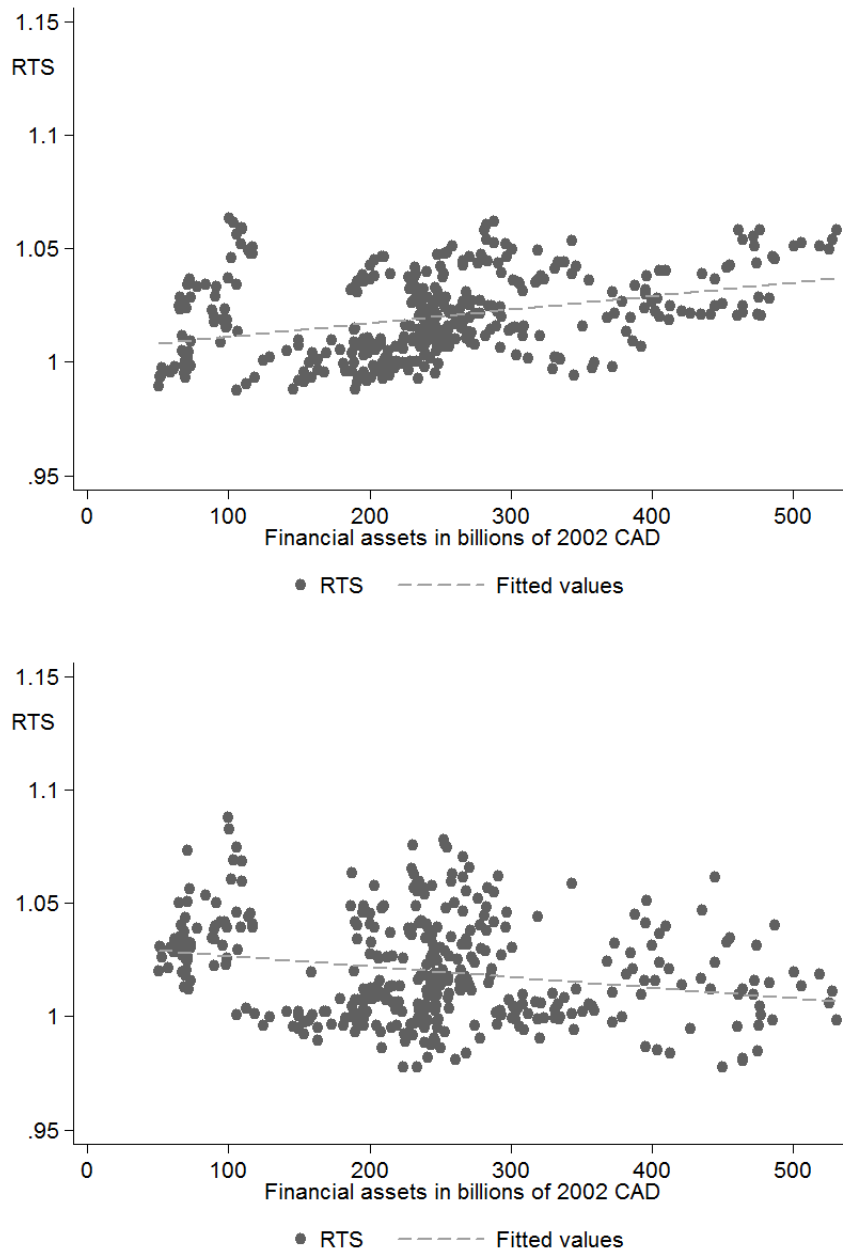 1.15
RTS
1.1
1.05
1
.95
0 100 200 300 400 500
Financial assets in billions of 2002 CAD
RTS Fitted values
1.15
RTS
1.1
1.05
1
.95
0 100 200 300 400 500
Financial assets in billions of 2002 CAD
RTS Fitted values